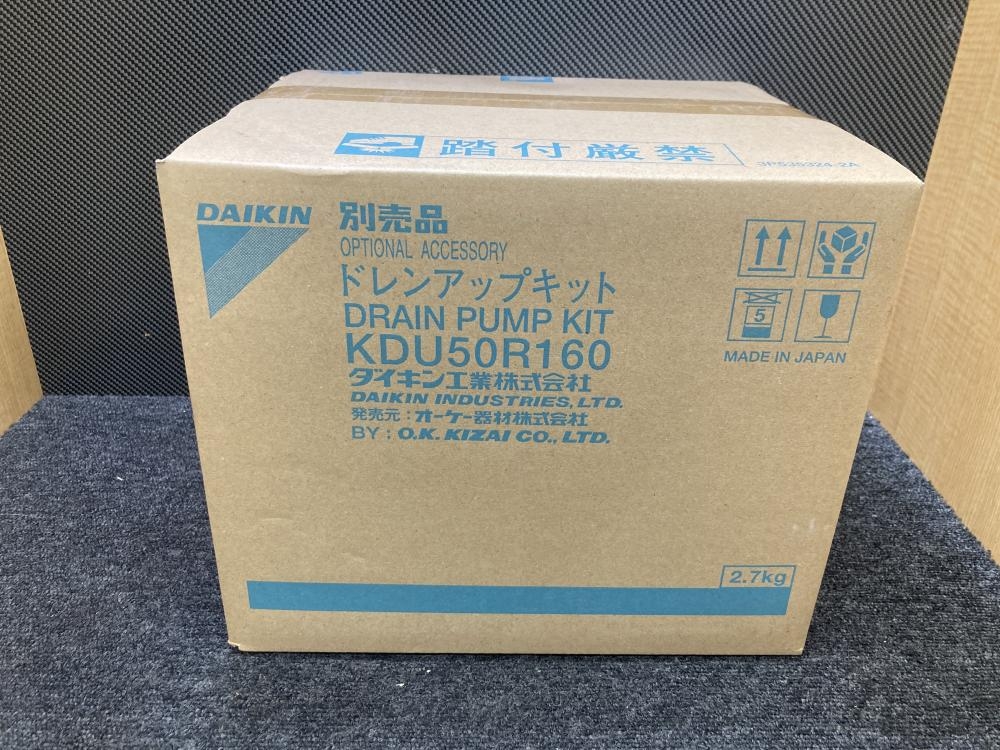 踏付厳禁
3P535324-2A
DAIKIN
別売品
OPTIONAL ACCESSORY
ドレンアップキット
DRAIN PUMP KIT
KDU50R160
ダイキン工業株式会社
DAIKIN INDUSTRIES, LTD.
発売元:オーケー器材株式会社
BY : O.K. KIZAI CO., LTD.
5
MADE IN JAPAN
2.7kg